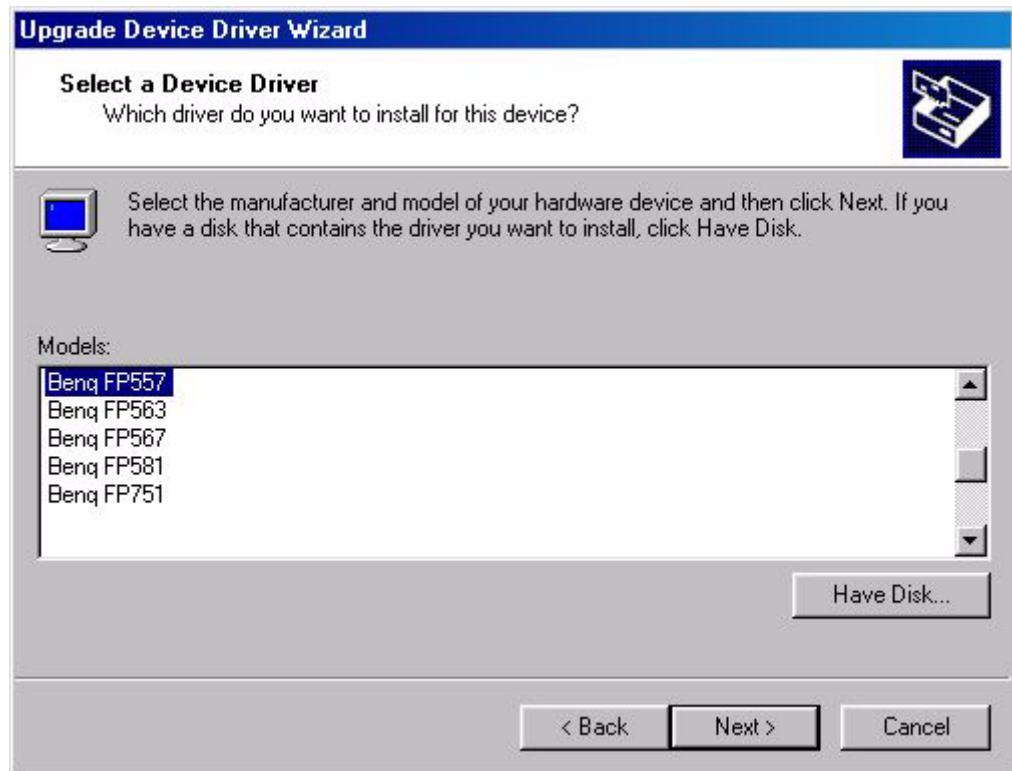 Upgrade Device Driver Wizard
Select a Device Driver
Which driver do you want to install for this device?
Select the manufacturer and model of your hardware device and then click Next. If you
have a disk that contains the driver you want to install, click Have Disk.
Models:
Benq FP557
Benq FP563
Benq FP567
Benq FP581
Benq FP751
Have Disk...
< Back
Next >
Cancel